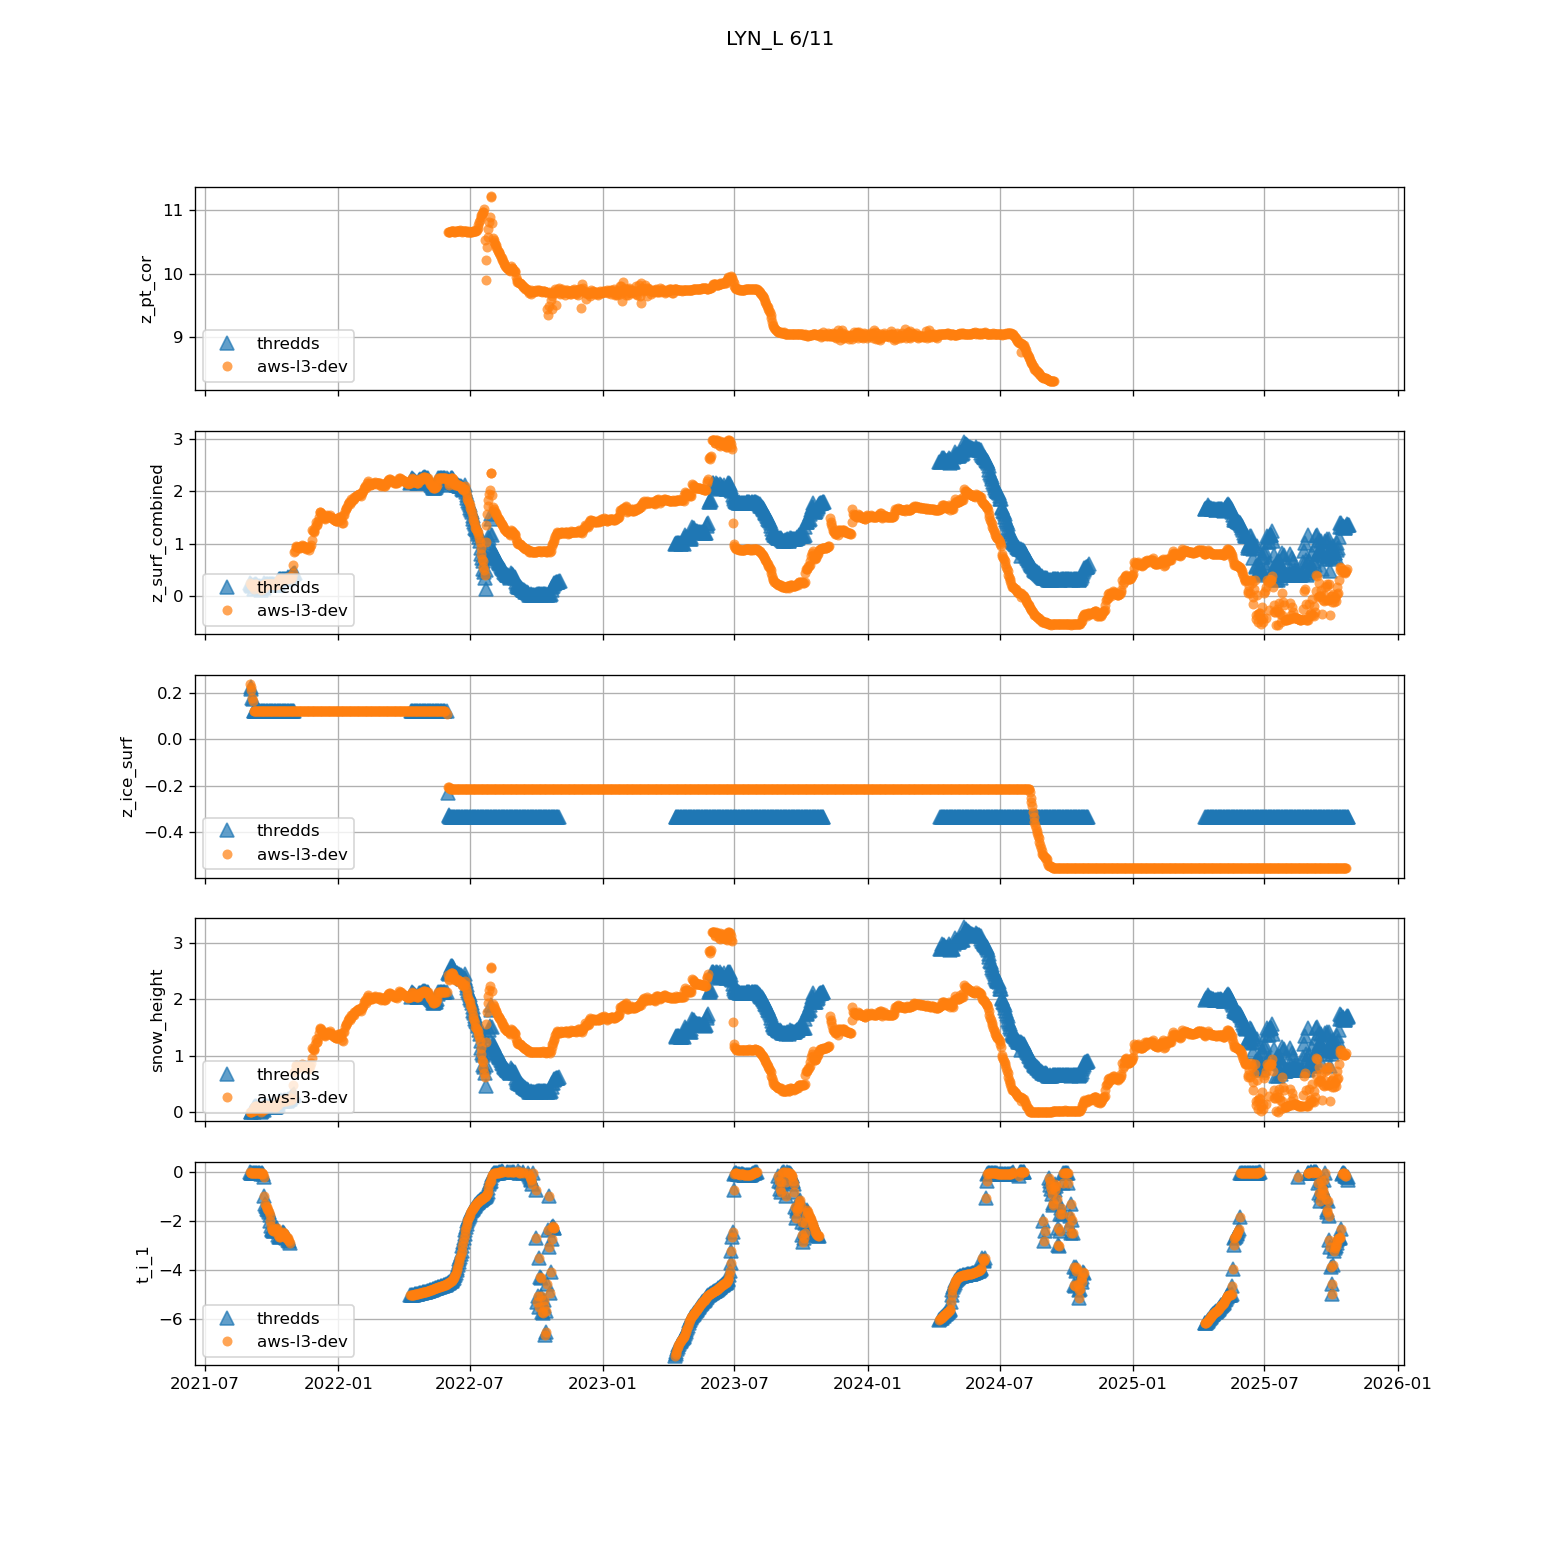 LYN_L 6/11
11
10
9
z_pt_cor
thredds
aws-l3-dev
3
2
1
0
z_surf_combined
thredds
aws-l3-dev
0.2
0.0
−0.2
−0.4
z_ice_surf
thredds
aws-l3-dev
3
2
1
0
snow_height
thredds
aws-l3-dev
0
−2
−4
−6
t_i_1
thredds
aws-l3-dev
2021-07 2022-01 2022-07 2023-01 2023-07 2024-01 2024-07 2025-01 2025-07 2026-01